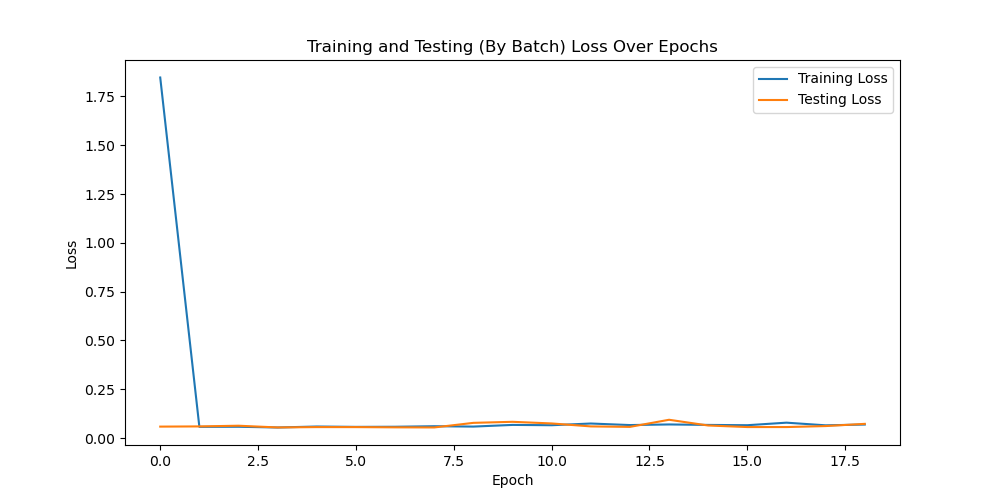 Training and Testing (By Batch) Loss Over Epochs
Training Loss
Testing Loss
1.75
1.50
1.25
1.00
0.75
0.50
0.25
0.00
Loss
0.0 2.5 5.0 7.5 10.0 12.5 15.0 17.5
Epoch